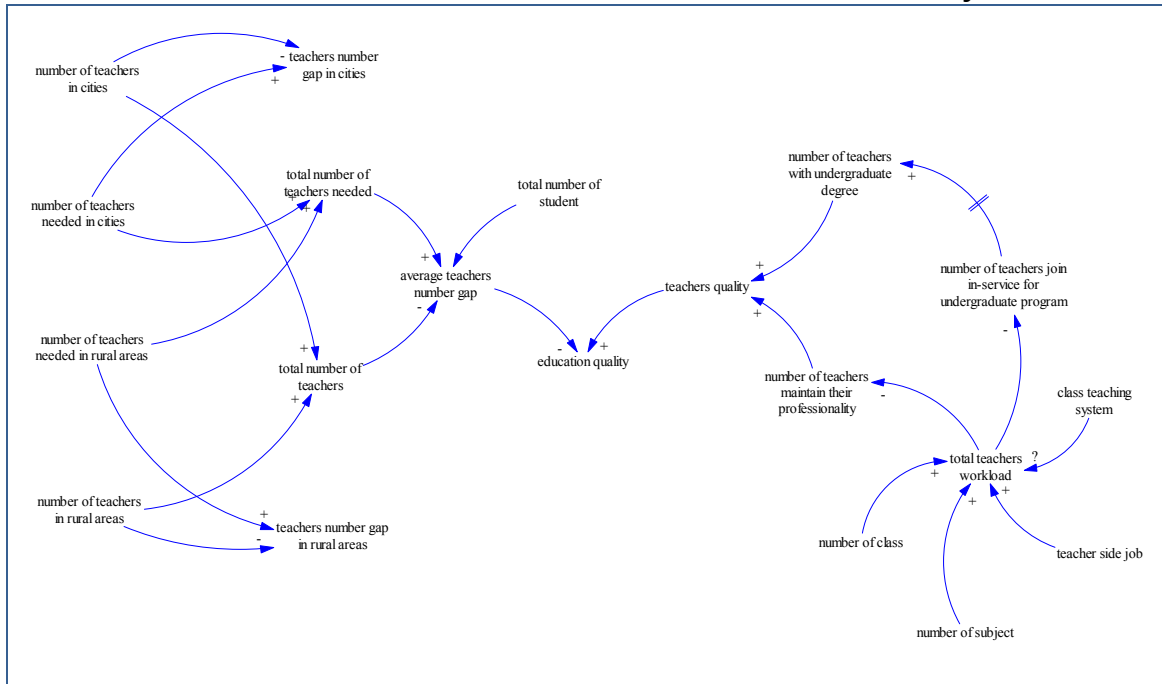 number of teachers
in cities
-
teachers number
gap in cities
+
number of teachers
needed in cities
total number of
teachers needed
+
+
total number of
student
number of teachers
with undergraduate
degree
+
+
average teachers
number gap
-
teachers quality
+
+
number of teachers join
in-service for
undergraduate program
-
number of teachers
needed in rural areas
+
total number of
teachers
+
-
+
education quality
number of teachers
maintain their
professionality
-
class teaching
system
total teachers
workload
?
+
+
+
number of teachers
in rural areas
+
-
teachers number gap
in rural areas
number of class
teacher side job
number of subject